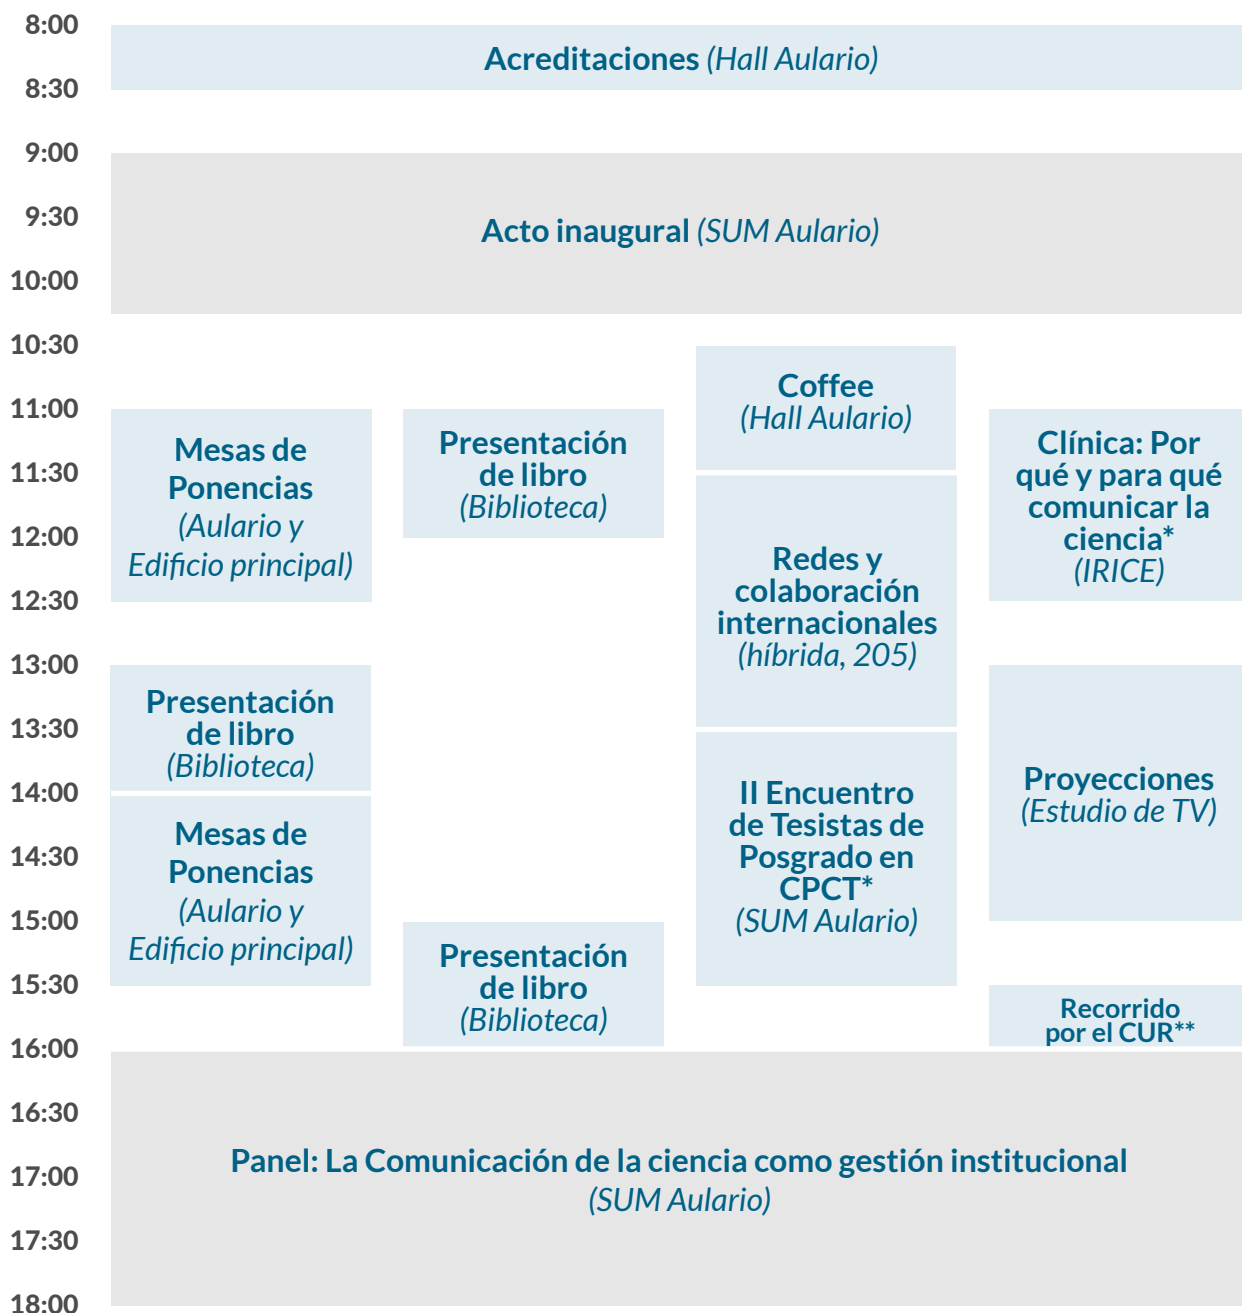 8:00
Acreditaciones (Hall Aulario)
8:30
9:00
9:30
Acto inaugural (SUM Aulario)
10:00
10:30
Coffee
(Hall Aulario)
11:00
Mesas de
Ponencias
(Aulario y
Edificio principal)
Presentación
de libro
(Biblioteca)
Clínica: Por
qué y para qué
comunicar la
ciencia*
(IRICE)
11:30
12:00
Redes y
colaboración
internacionales
(híbrida, 205)
12:30
13:00
Presentación
de libro
(Biblioteca)
13:30
Proyecciones
(Estudio de TV)
II Encuentro
de Tesistas de
Posgrado en
CPCT*
(SUM Aulario)
14:00
Mesas de
Ponencias
(Aulario y
Edificio principal)
14:30
15:00
Presentación
de libro
(Biblioteca)
15:30
Recorrido
por el CUR**
16:00
16:30
Panel: La Comunicación de la ciencia como gestión institucional
(SUM Aulario)
17:00
17:30
18:00